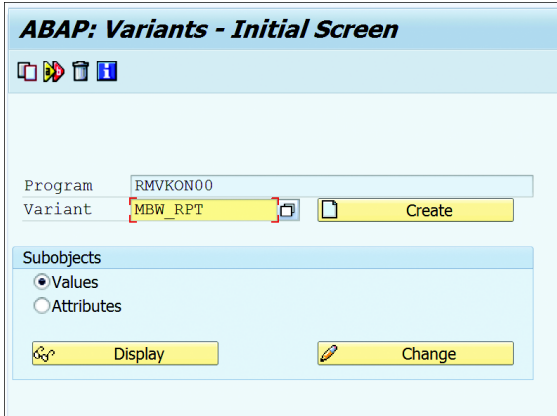 ABAP: Variants - Initial Screen
Program RMVKON00
Variant MBW_RPT Create
Subobjects
Values
Attributes
Display Change